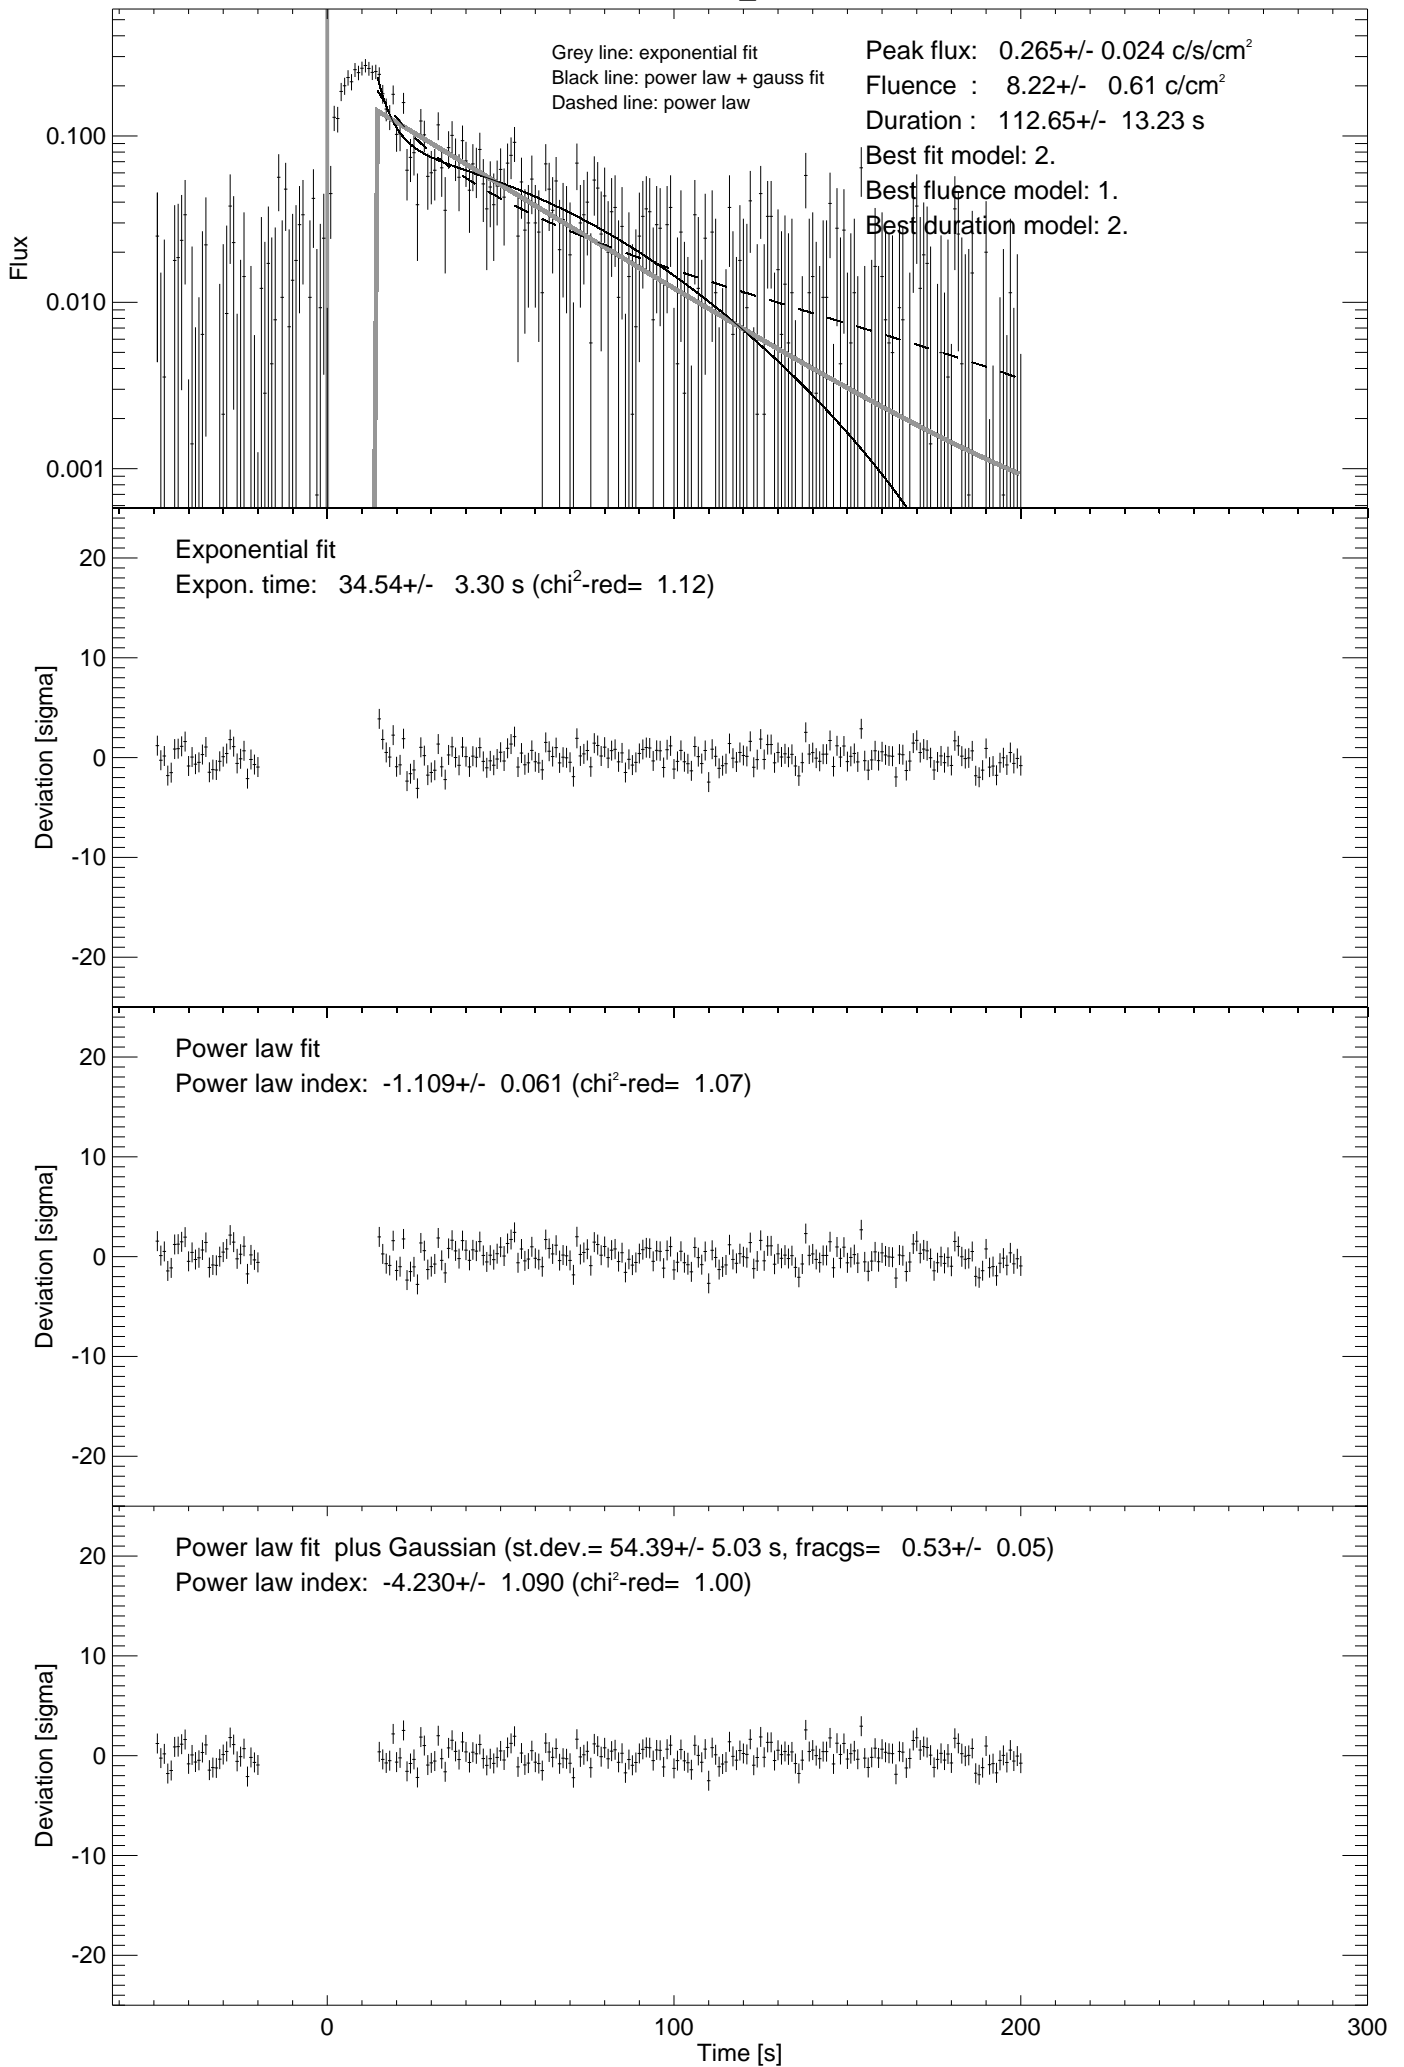 Grey line: exponential fit
Black line: power law + gauss fit
Dashed line: power law
Peak flux: 0.265+/- 0.024 c/s/cm²
Fluence : 8.22+/- 0.61 c/cm²
Duration : 112.65+/- 13.23 s
Best fit model: 2.
Best fluence model: 1.
Best duration model: 2.
Flux
0.100
0.010
0.001
Exponential fit
Expon. time: 34.54+/- 3.30 s (chi²-red= 1.12)
Deviation [sigma]
20
10
0
-10
-20
Power law fit
Power law index: -1.109+/- 0.061 (chi²-red= 1.07)
Deviation [sigma]
20
10
0
-10
-20
Power law fit plus Gaussian (st.dev.= 54.39+/- 5.03 s, fracgs= 0.53+/- 0.05)
Power law index: -4.230+/- 1.090 (chi²-red= 1.00)
Deviation [sigma]
20
10
0
-10
-20
0 100 200 300
Time [s]